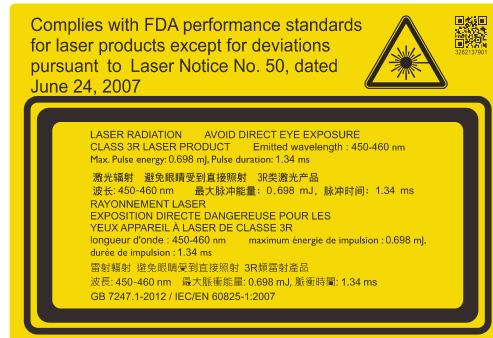 Complies with FDA performance standards
for laser products except for deviations
pursuant to Laser Notice No. 50, dated
June 24, 2007
3282137901
LASER RADIATION AVOID DIRECT EYE EXPOSURE
CLASS 3R LASER PRODUCT Emitted wavelength : 450-460 nm
Max. Pulse energy: 0.698 mJ, Pulse duration: 1.34 ms
激光辐射 避免眼睛受到直接照射 3R类激光产品
波长: 450-460 nm 最大脉冲能量: 0.698 mJ, 脉冲时间: 1.34 ms
RAYONNEMENT LASER
EXPOSITION DIRECTE DANGEREUSE POUR LES
YEUX APPAREIL À LASER DE CLASSE 3R
longueur d'onde : 450-460 nm maximum énergie de impulsion : 0.698 mJ,
durée de impulsion : 1.34 ms
雷射輻射 避免眼睛受到直接照射 3R類雷射產品
波長: 450-460 nm 最大脈衝能量: 0.698 mJ, 脈衝時間: 1.34 ms
GB 7247.1-2012 / IEC/EN 60825-1:2007